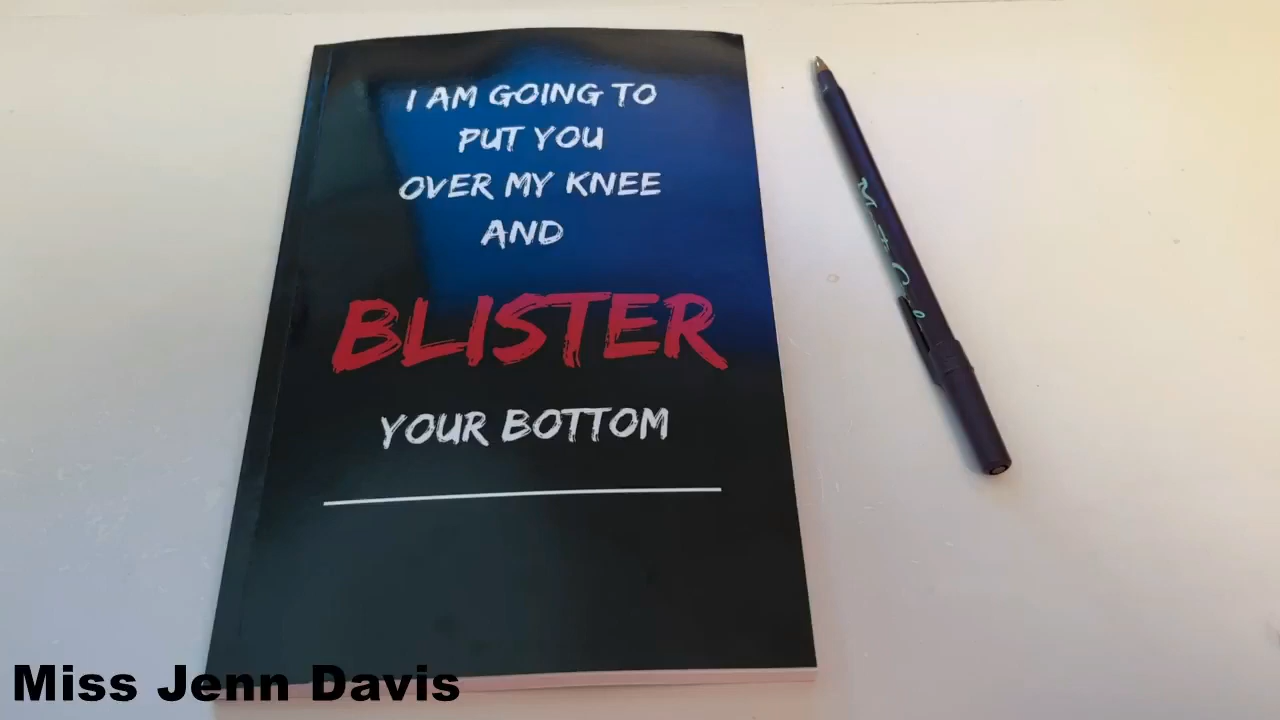 I AM GOING TO
PUT YOU
OVER MY KNEE
AND
BLISTER
YOUR BOTTOM
Miss Jenn Davis